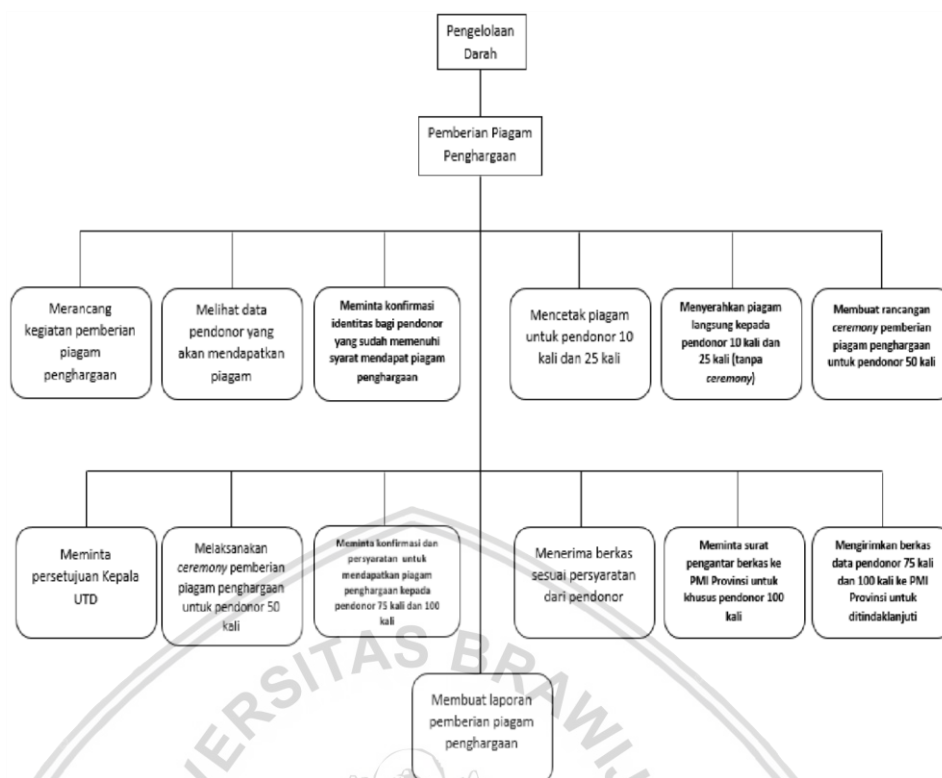 Pengelolaan
Darah
Pemberian Piagam
Penghargaan
Merancang
kegiatan pemberian
piagam
penghargaan
Melihat data
pendonor yang
akan mendapatkan
piagam
Meminta konfirmasi
identitas bagi pendonor
yang sudah memenuhi
syarat mendapat piagam
penghargaan
Mencetak piagam
untuk pendonor 10
kali dan 25 kali
Menyerahkan piagam
langsung kepada
pendonor 10 kali dan
25 kali (tanpa
ceremony)
Membuat rancangan
ceremony pemberian
piagam penghargaan
untuk pendonor 50 kali
Meminta
persetujuan Kepala
UTD
Melaksanakan
ceremony pemberian
piagam penghargaan
untuk pendonor 50
kali
Meminta konfirmasi dan
persyaratan untuk
mendapatkan piagam
penghargaan kepada
pendonor 75 kali dan 100
kali
Menerima berkas
sesuai persyaratan
dari pendonor
Meminta surat
pengantar berkas ke
PMI Provinsi untuk
khusus pendonor 100
kali
Mengirimkan berkas
data pendonor 75 kali
dan 100 kali ke PMI
Provinsi untuk
ditindaklanjuti
Membuat laporan
pemberian piagam
penghargaan
ERSITAS BRAW